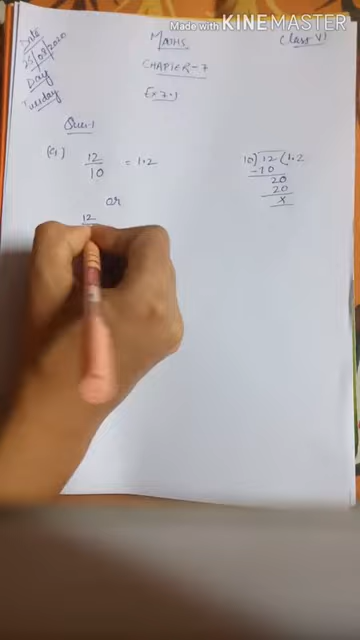 Made with KINEMASTER
Date
25/08/2020
Day
Tuesday
Maths
Class VI
CHAPTER-7
Ex 7.1
Que-1
(a) 12/10 = 1.2
10) 12 (1.2
-10
20
20
x
or
12